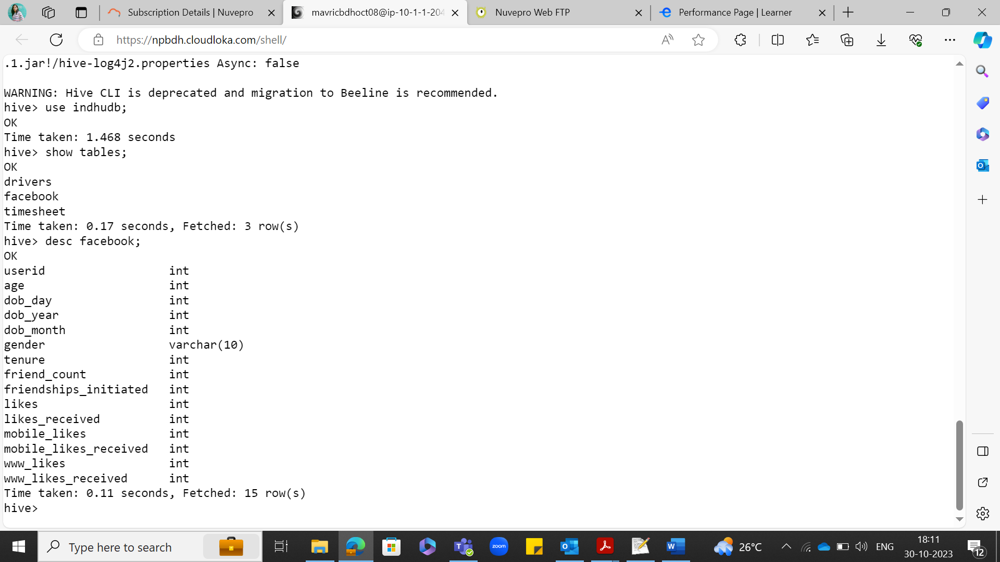 Subscription Details | Nuvepro
mavricbdhoct08@ip-10-1-1-204
Nuvepro Web FTP
Performance Page | Learner
https://npbdh.cloudloka.com/shell/
.1.jar!/hive-log4j2.properties Async: false
WARNING: Hive CLI is deprecated and migration to Beeline is recommended.
hive> use indhudb;
OK
Time taken: 1.468 seconds
hive> show tables;
OK
drivers
facebook
timesheet
Time taken: 0.17 seconds, Fetched: 3 row(s)
hive> desc facebook;
OK
userid int
age int
dob_day int
dob_year int
dob_month int
gender varchar(10)
tenure int
friend_count int
friendships_initiated int
likes int
likes_received int
mobile_likes int
mobile_likes_received int
www_likes int
www_likes_received int
Time taken: 0.11 seconds, Fetched: 15 row(s)
hive>
Type here to search
zoom
26°C
ENG
18:11
30-10-2023
12